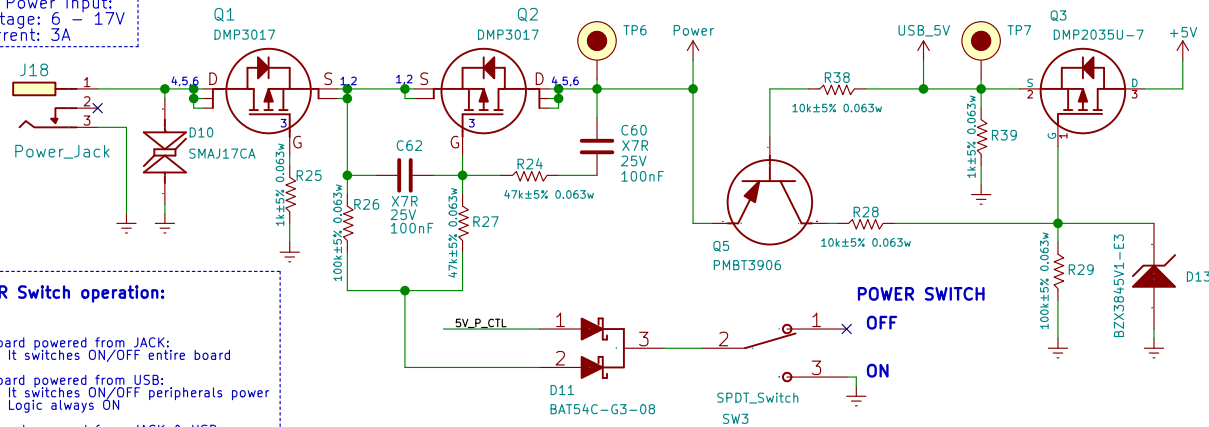 Power Input:
tage: 6 – 17V
rrent: 3A
Q1
DMP3017
Q2
DMP3017
TP6
Power
USB_5V
TP7
Q3
DMP2035U-7
+5V
J18
1
2
3
Power_Jack
4,5,6
D
S
1,2
3
G
1,2
S
D
4,5,6
3
G
D10
SMAJ17CA
1k±5% 0.063w
R25
C62
X7R
25V
100nF
R24
47k±5% 0.063w
C60
X7R
25V
100nF
R26
100k±5% 0.063w
R27
47k±5% 0.063w
R38
10k±5% 0.063w
1k±5% 0.063w
R39
S
2
D
3
G
1
Q5
PMBT3906
R28
10k±5% 0.063w
100k±5% 0.063w
R29
BZX3845V1-E3
D13
R Switch operation:
oard powered from JACK:
It switches ON/OFF entire board
oard powered from USB:
It switches ON/OFF peripherals power
Logic always ON
5V_P_CTL
1
2
3
D11
BAT54C-G3-08
2
1
3
POWER SWITCH
OFF
ON
SPDT_Switch
SW3